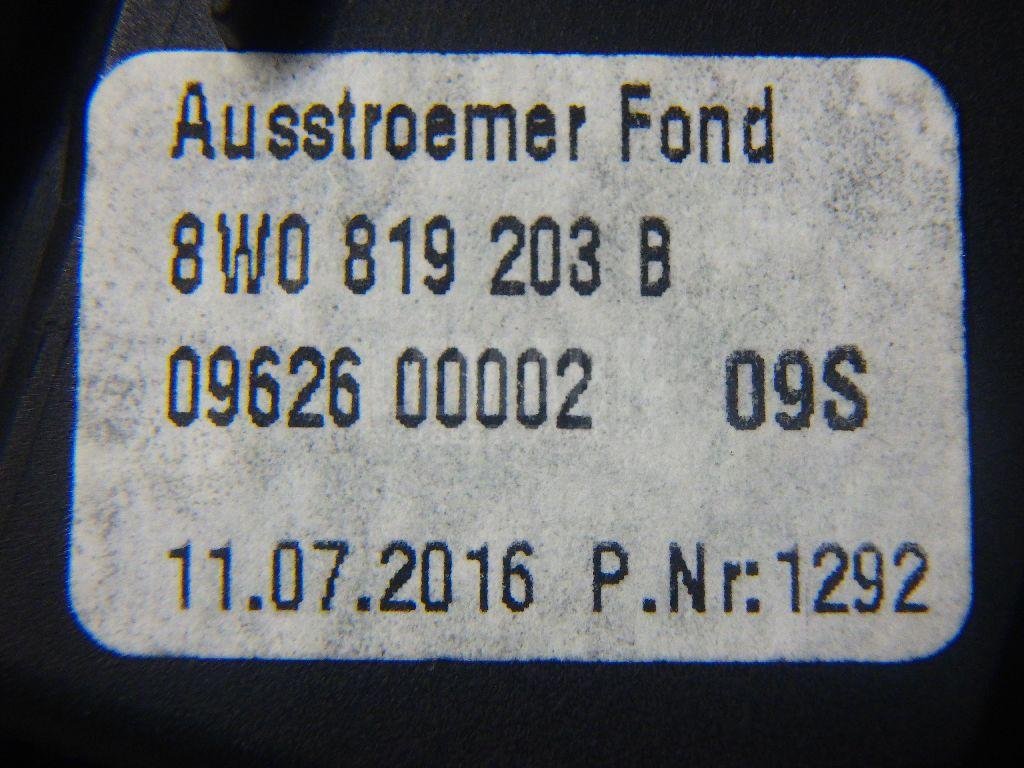 Ausstroemer Fond
8W0 819 203 B
09626 00002 09S
11.07.2016 P.Nr:1292